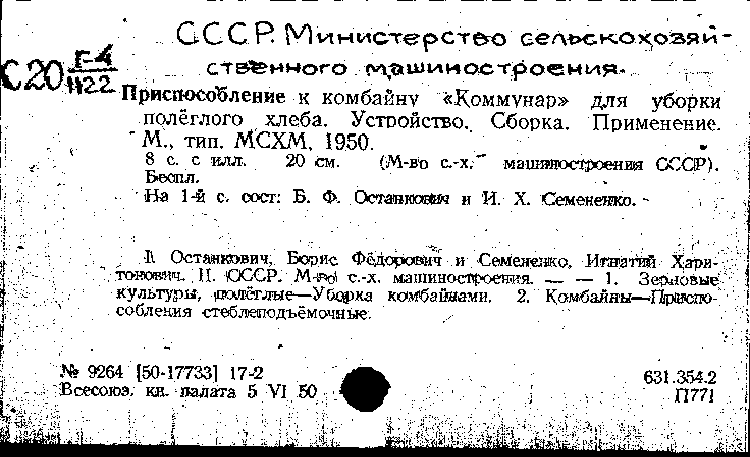 СССР. Министерство сельскохозяй-
ственного машиностроения.
С20 Г-4
1122
Приспособление к комбайну «Коммунар» для уборки
полёглого хлеба. Устройство. Сборка. Применение.
М., тип. МСХМ, 1950.
8 с. с илл. 20 см. (М-во с.-х. машиностроения СССР).
Беспл.
На 1-й с. сост: Б. Ф. Останкович и И. Х. Семененко.
I. Останкович, Борис Фёдорович и Семененко, Игнатий Хари-
тонович. II. СССР. М-во с.-х. машиностроения. — — 1. Зерновые
культуры, полёглые—Уборка комбайнами. 2. Комбайны—Приспо-
собления стеблеподъёмочные.
№ 9264 [50-17733] 17-2
Всесоюз. кн. палата 5 VI 50
631.354.2
П771